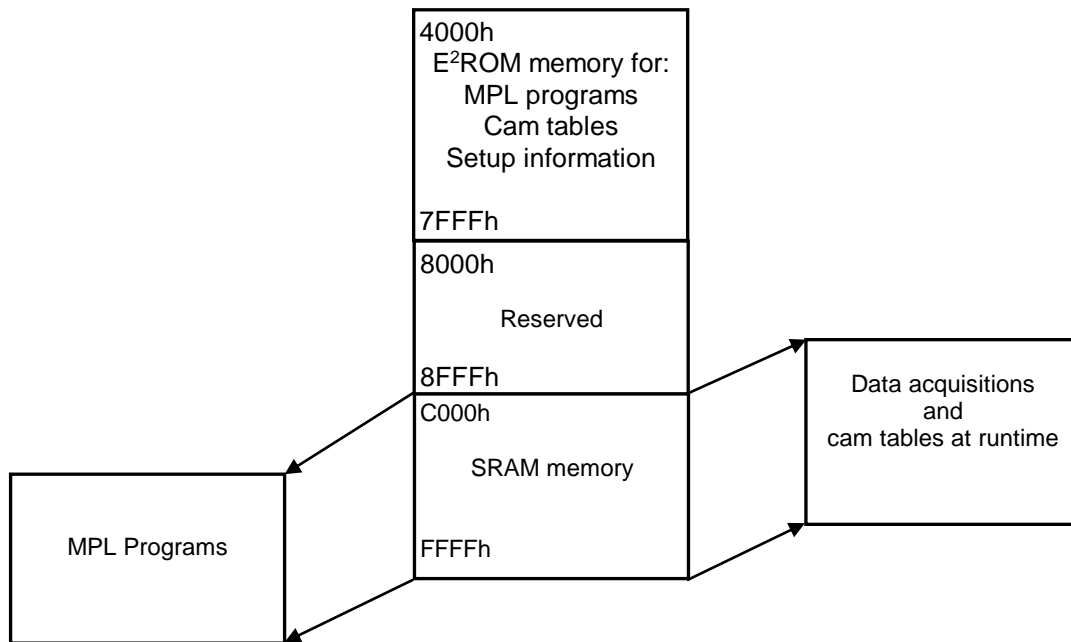 4000h
E²ROM memory for:
MPL programs
Cam tables
Setup information
7FFFh
8000h
Reserved
8FFFh
C000h
SRAM memory
FFFFh
MPL Programs
Data acquisitions
and
cam tables at runtime